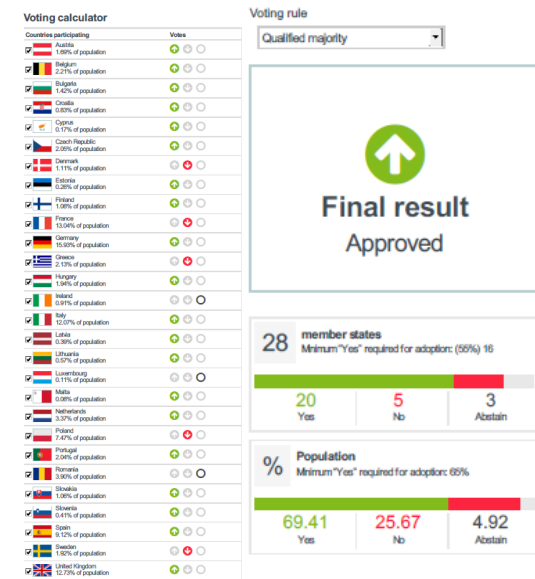 Voting calculator
Countries participating Votes
Austria
1.69% of population
Belgium
2.21% of population
Bulgaria
1.42% of population
Croatia
0.83% of population
Cyprus
0.17% of population
Czech Republic
2.05% of population
Denmark
1.11% of population
Estonia
0.26% of population
Finland
1.08% of population
France
13.04% of population
Germany
15.93% of population
Greece
2.13% of population
Hungary
1.94% of population
Ireland
0.91% of population
Italy
12.07% of population
Latvia
0.39% of population
Lithuania
0.57% of population
Luxembourg
0.11% of population
Malta
0.08% of population
Netherlands
3.37% of population
Poland
7.47% of population
Portugal
2.04% of population
Romania
3.90% of population
Slovakia
1.06% of population
Slovenia
0.41% of population
Spain
9.12% of population
Sweden
1.92% of population
United Kingdom
12.73% of population
Voting rule
Qualified majority
Final result
Approved
28 member states
Minimum "Yes" required for adoption: (55%) 16
20 5 3
Yes No Abstain
% Population
Minimum "Yes" required for adoption: 65%
69.41 25.67 4.92
Yes No Abstain